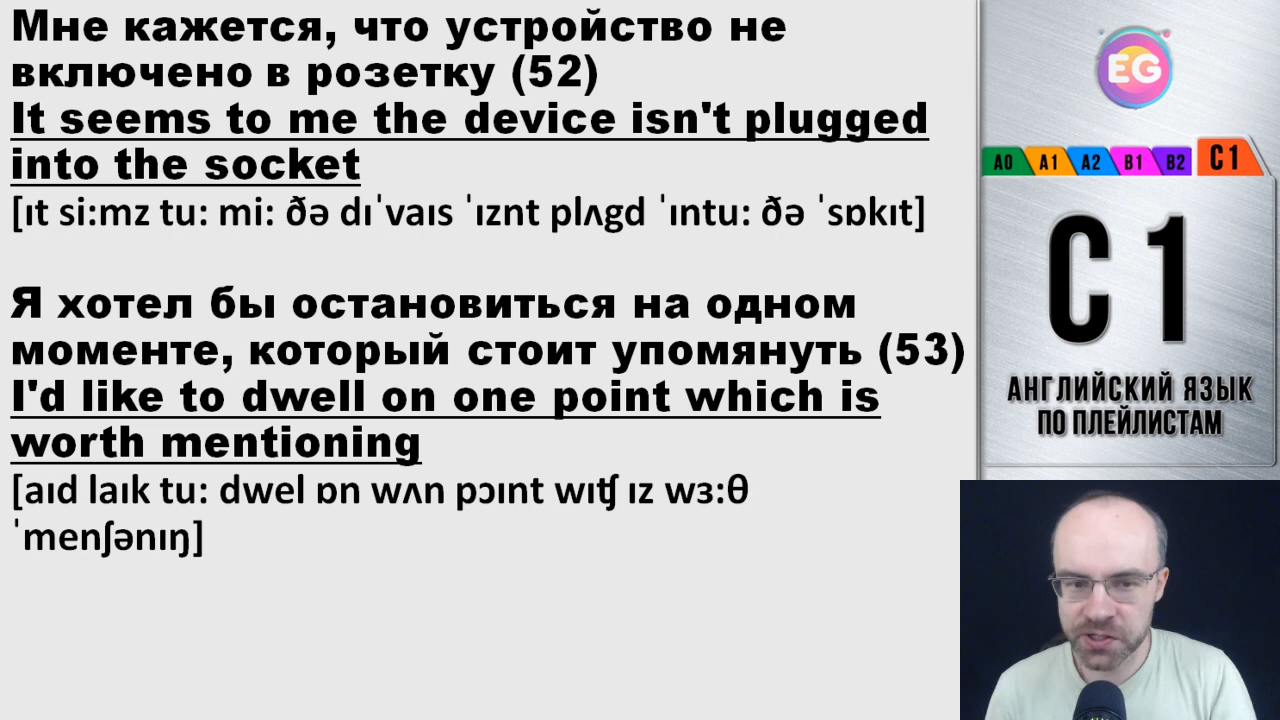 Мне кажется, что устройство не
включено в розетку (52)
It seems to me the device isn't plugged
into the socket
[ɪt si:mz tu: mi: ðə dɪˈvaɪs ˈɪznt plʌgd ˈɪntu: ðə ˈsɒkɪt]
Я хотел бы остановиться на одном
моменте, который стоит упомянуть (53)
I'd like to dwell on one point which is
worth mentioning
[aɪd laɪk tu: dwel ɒn wʌn pɔɪnt wɪʧ ɪz wɜ:θ
ˈmenʃənɪŋ]
EG
A0 A1 A2 B1 B2 C1
C 1
АНГЛИЙСКИЙ ЯЗЫК
ПО ПЛЕЙЛИСТАМ